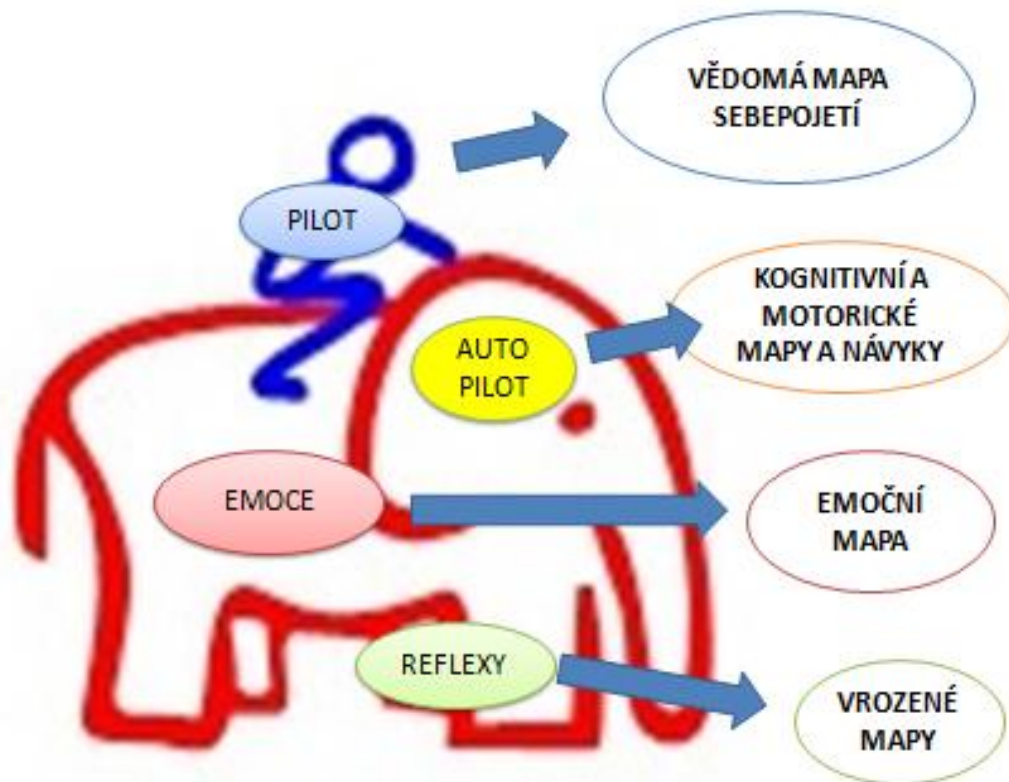 VĚDOMÁ MAPA
SEBEPOJETÍ
PILOT
KOGNITIVNÍ A
MOTORICKÉ
MAPY A NÁVYKY
AUTO
PILOT
EMOCE
EMOČNÍ
MAPA
REFLEXY
VROZENÉ
MAPY